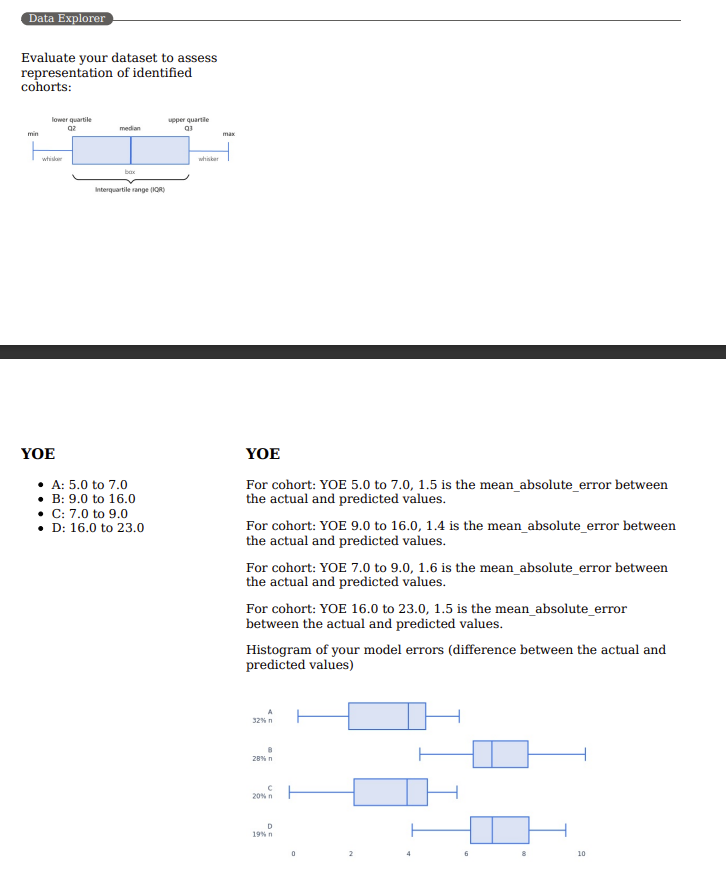 Data Explorer
Evaluate your dataset to assess
representation of identified
cohorts:
lower quartile
upper quartile
Q2
median
Q3
min
max
whisker
whisker
box
Interquartile range (IQR)
YOE
A: 5.0 to 7.0
B: 9.0 to 16.0
C: 7.0 to 9.0
D: 16.0 to 23.0
YOE
For cohort: YOE 5.0 to 7.0, 1.5 is the mean_absolute_error between
the actual and predicted values.
For cohort: YOE 9.0 to 16.0, 1.4 is the mean_absolute_error between
the actual and predicted values.
For cohort: YOE 7.0 to 9.0, 1.6 is the mean_absolute_error between
the actual and predicted values.
For cohort: YOE 16.0 to 23.0, 1.5 is the mean_absolute_error
between the actual and predicted values.
Histogram of your model errors (difference between the actual and
predicted values)
A
32% n
B
28% n
C
20% n
D
19% n
0 2 4 6 8 10